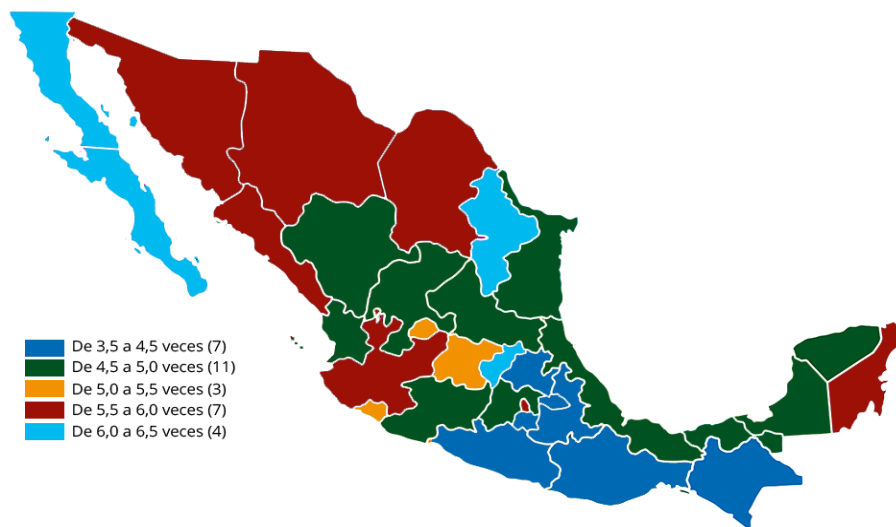 De 3,5 a 4,5 veces (7)
De 4,5 a 5,0 veces (11)
De 5,0 a 5,5 veces (3)
De 5,5 a 6,0 veces (7)
De 6,0 a 6,5 veces (4)